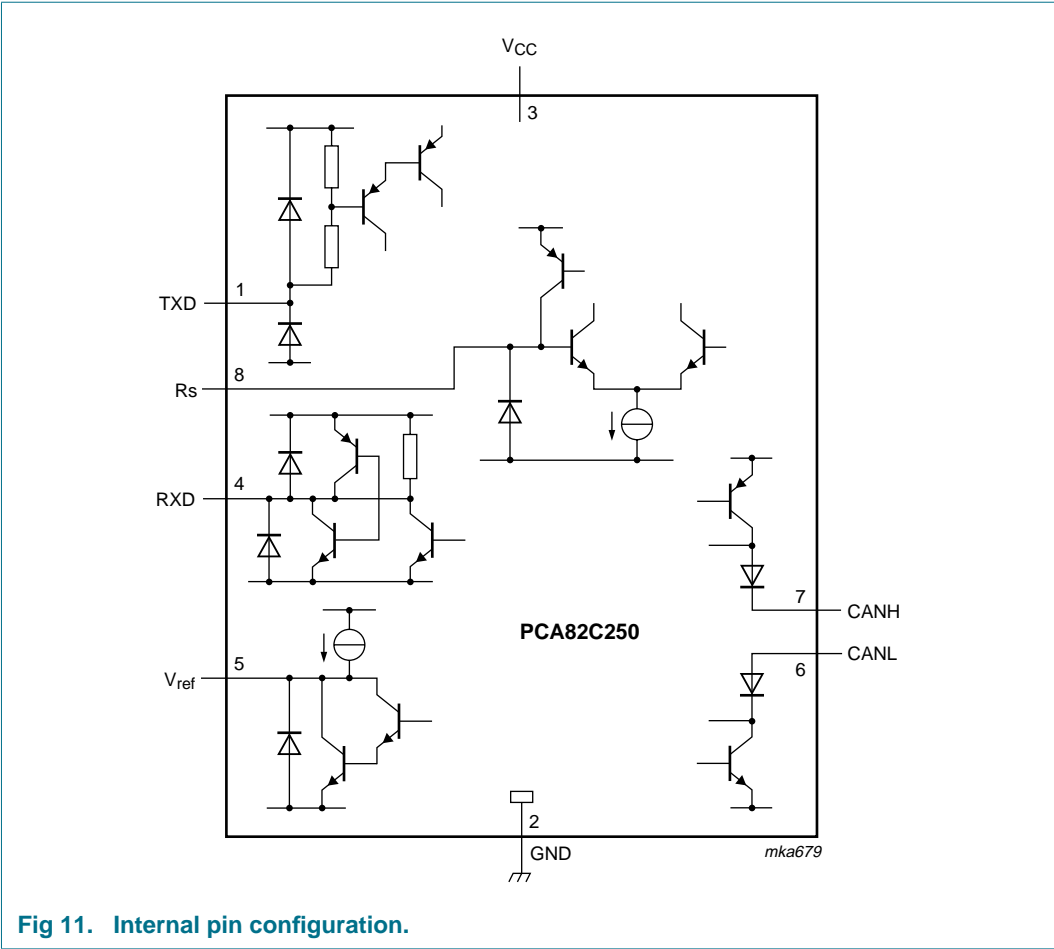 VCC
3
1
TXD
8
Rs
4
RXD
7
CANH
PCA82C250
CANL
6
5
Vref
2
GND
mka679
Fig 11. Internal pin configuration.